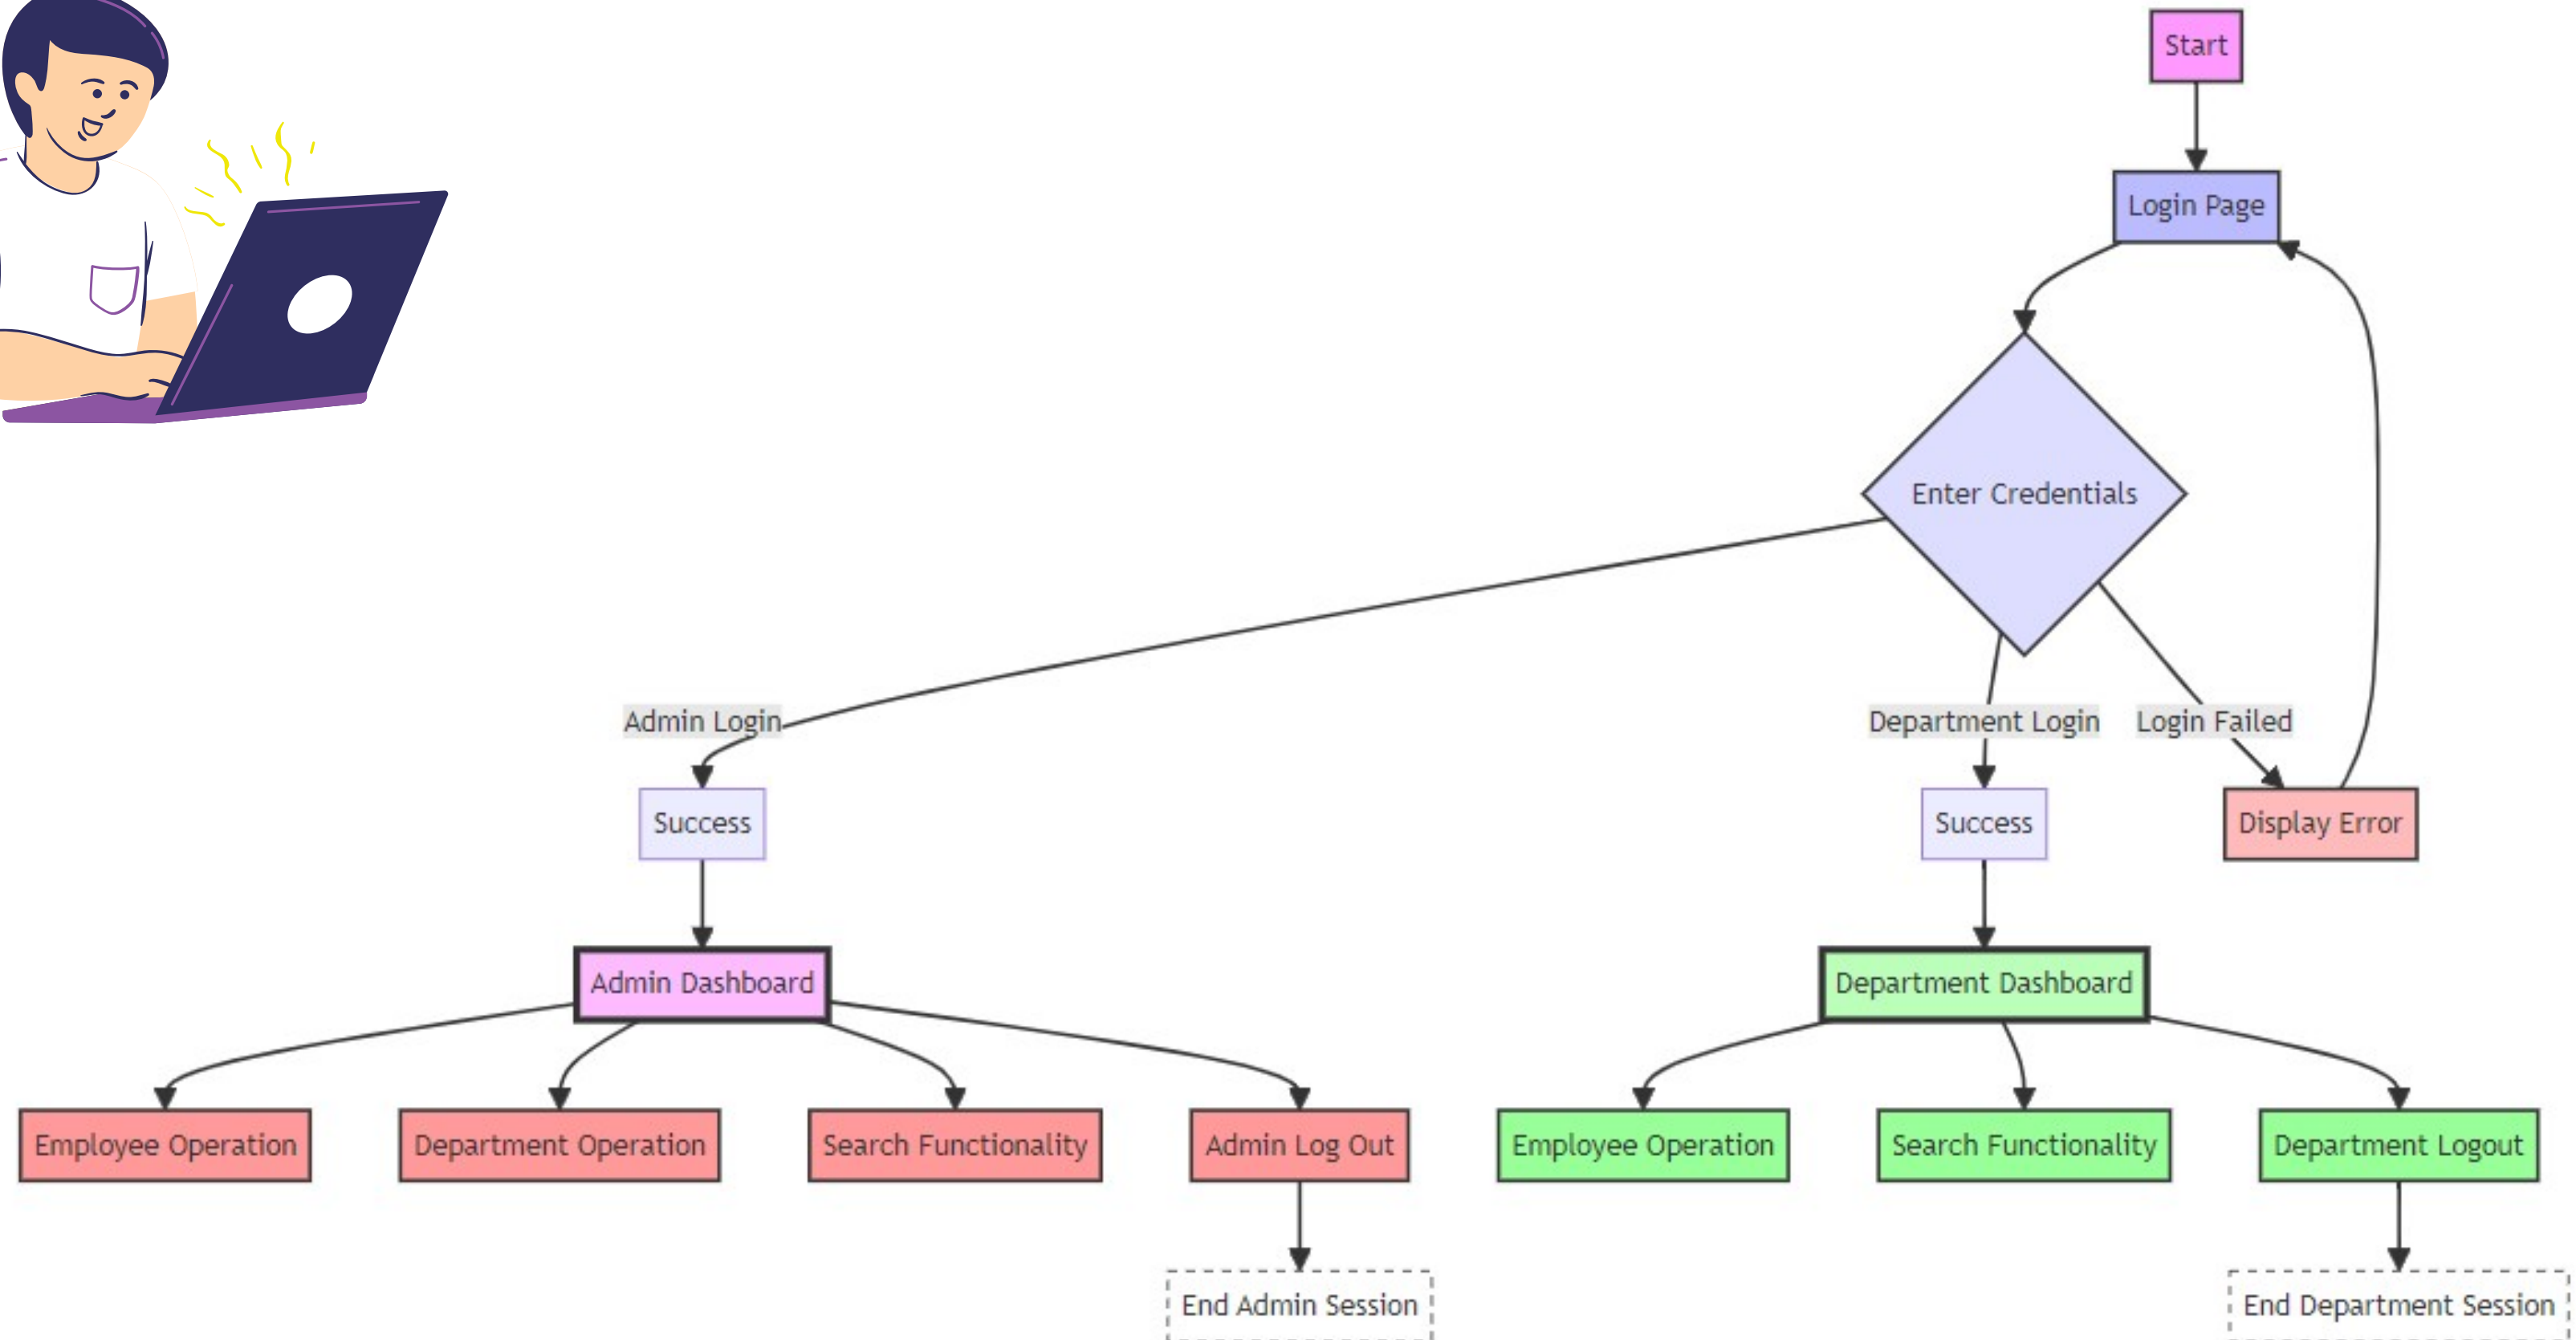 Start
Login Page
Enter Credentials
Admin Login
Department Login
Login Failed
Success
Success
Display Error
Admin Dashboard
Department Dashboard
Employee Operation
Department Operation
Search Functionality
Admin Log Out
Employee Operation
Search Functionality
Department Logout
End Admin Session
End Department Session